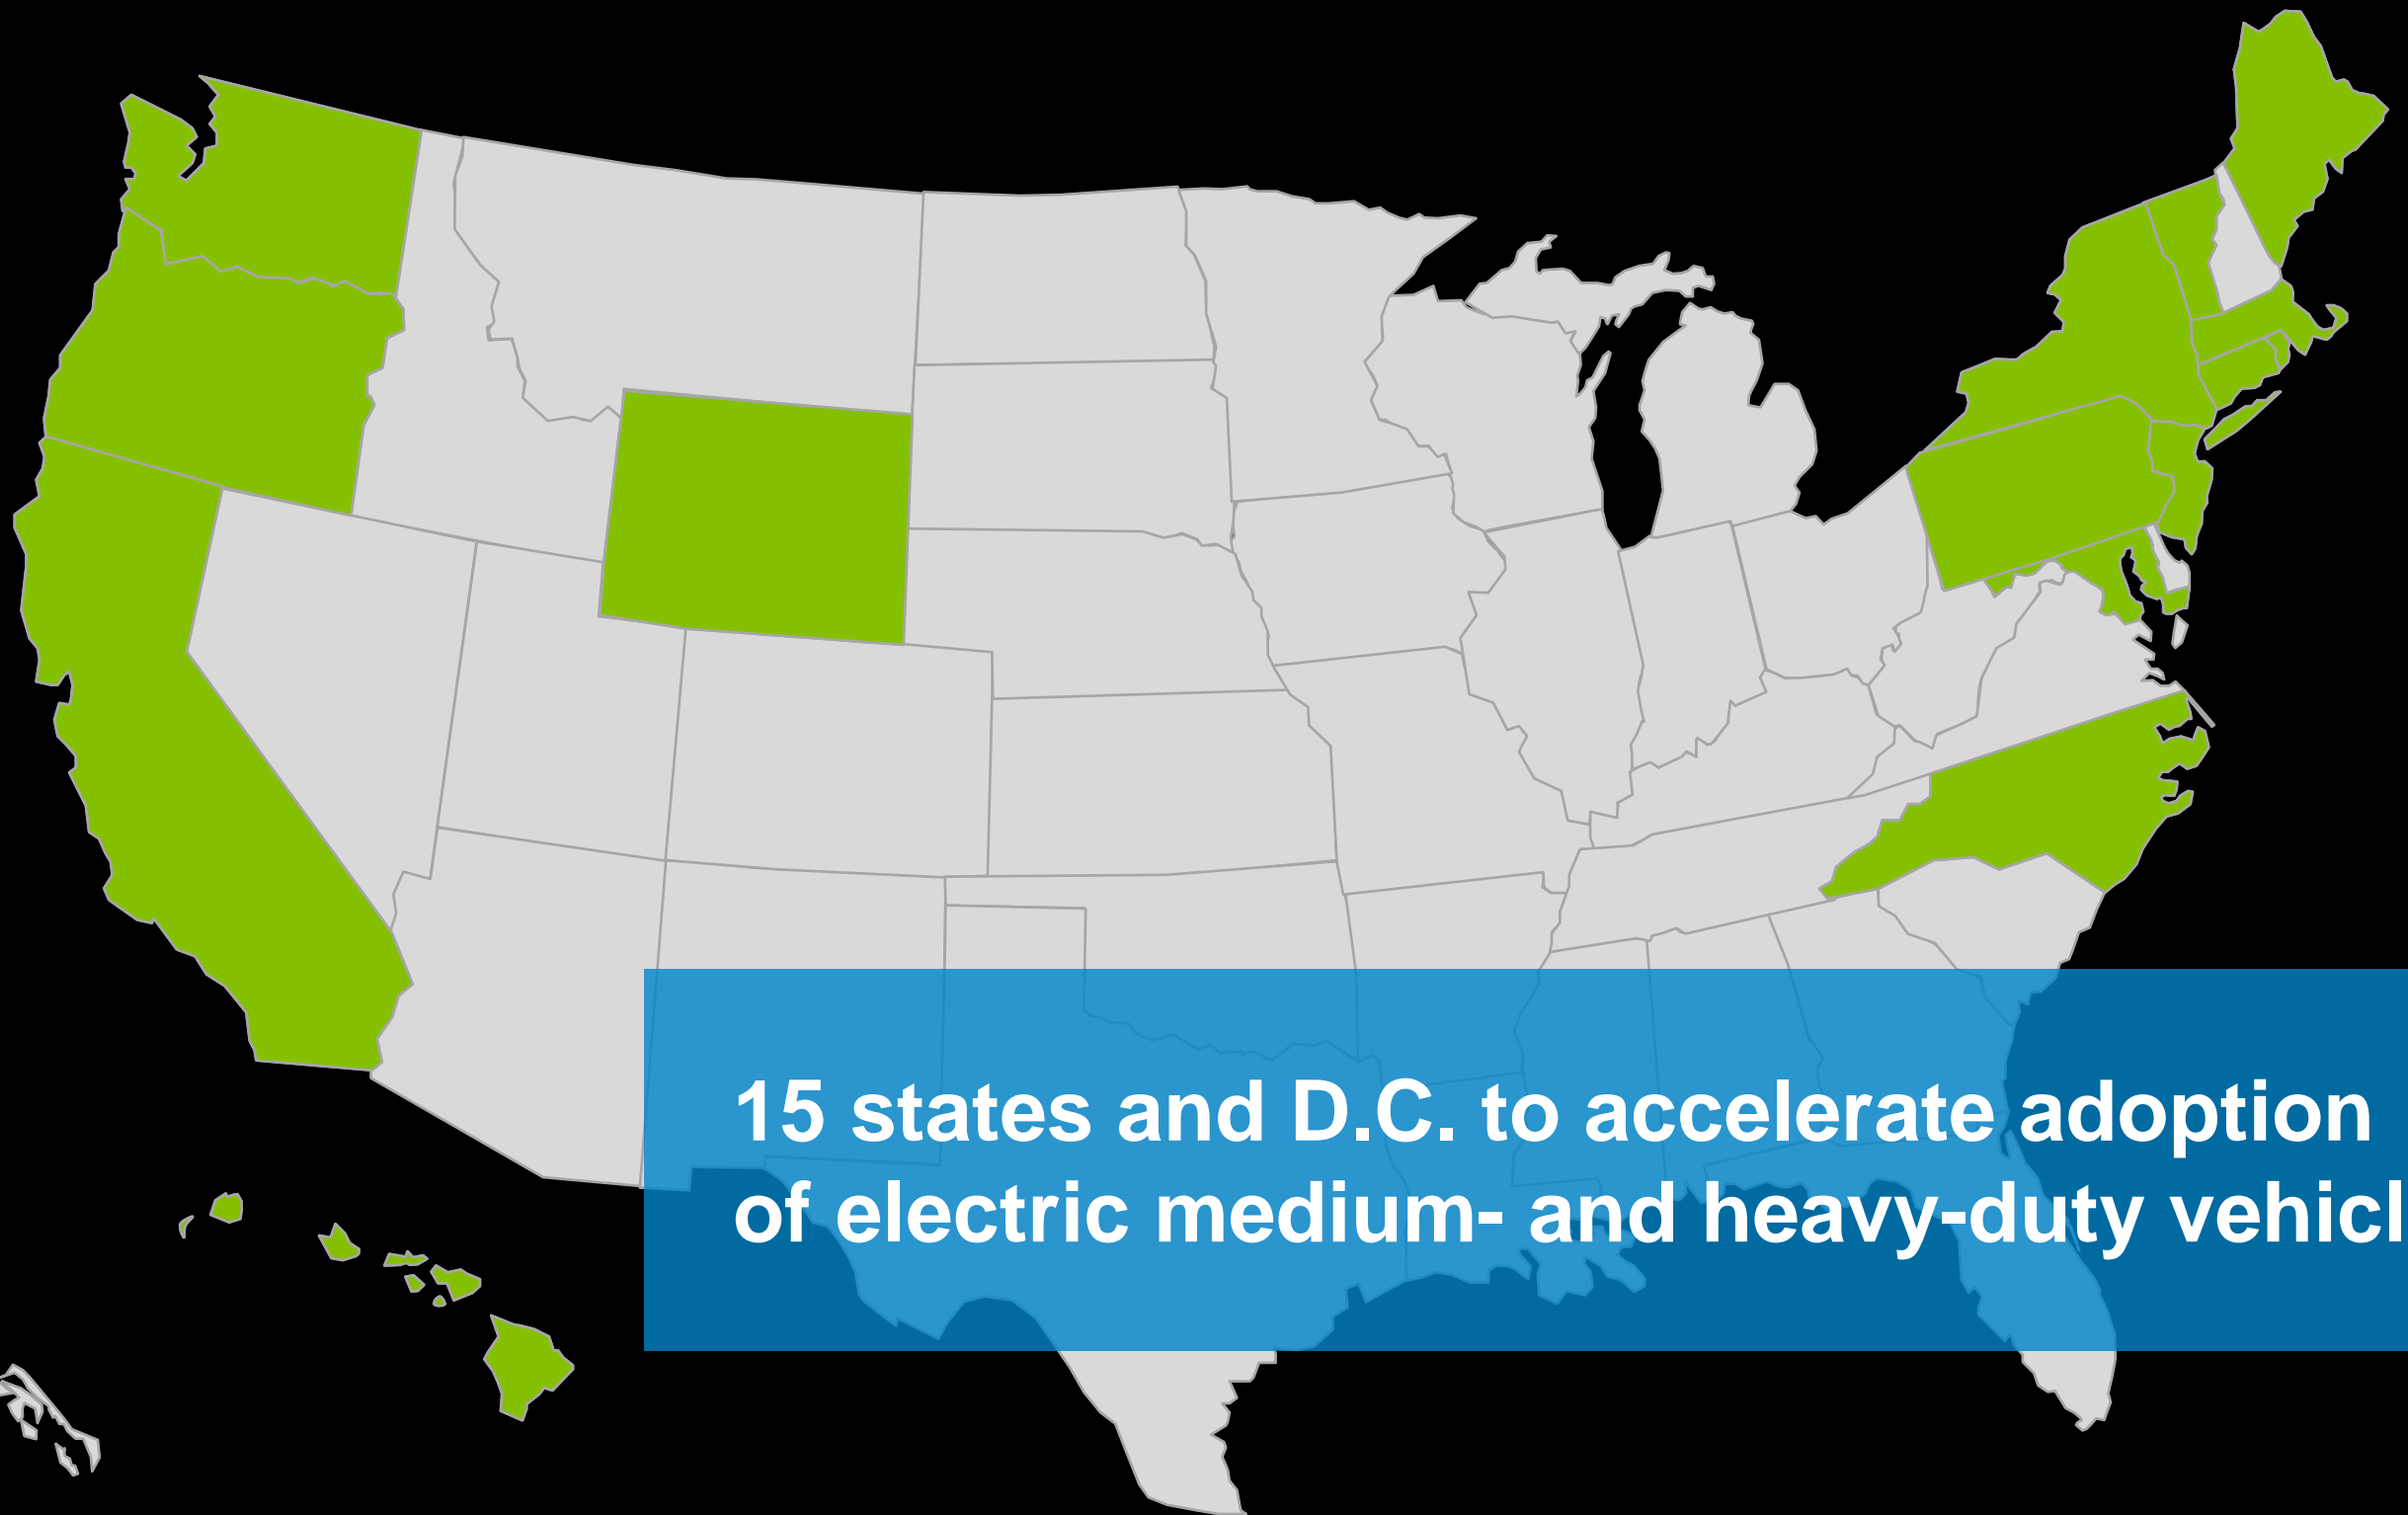 15 states and D.C. to accelerate adoption
of electric medium- and heavy-duty vehicl